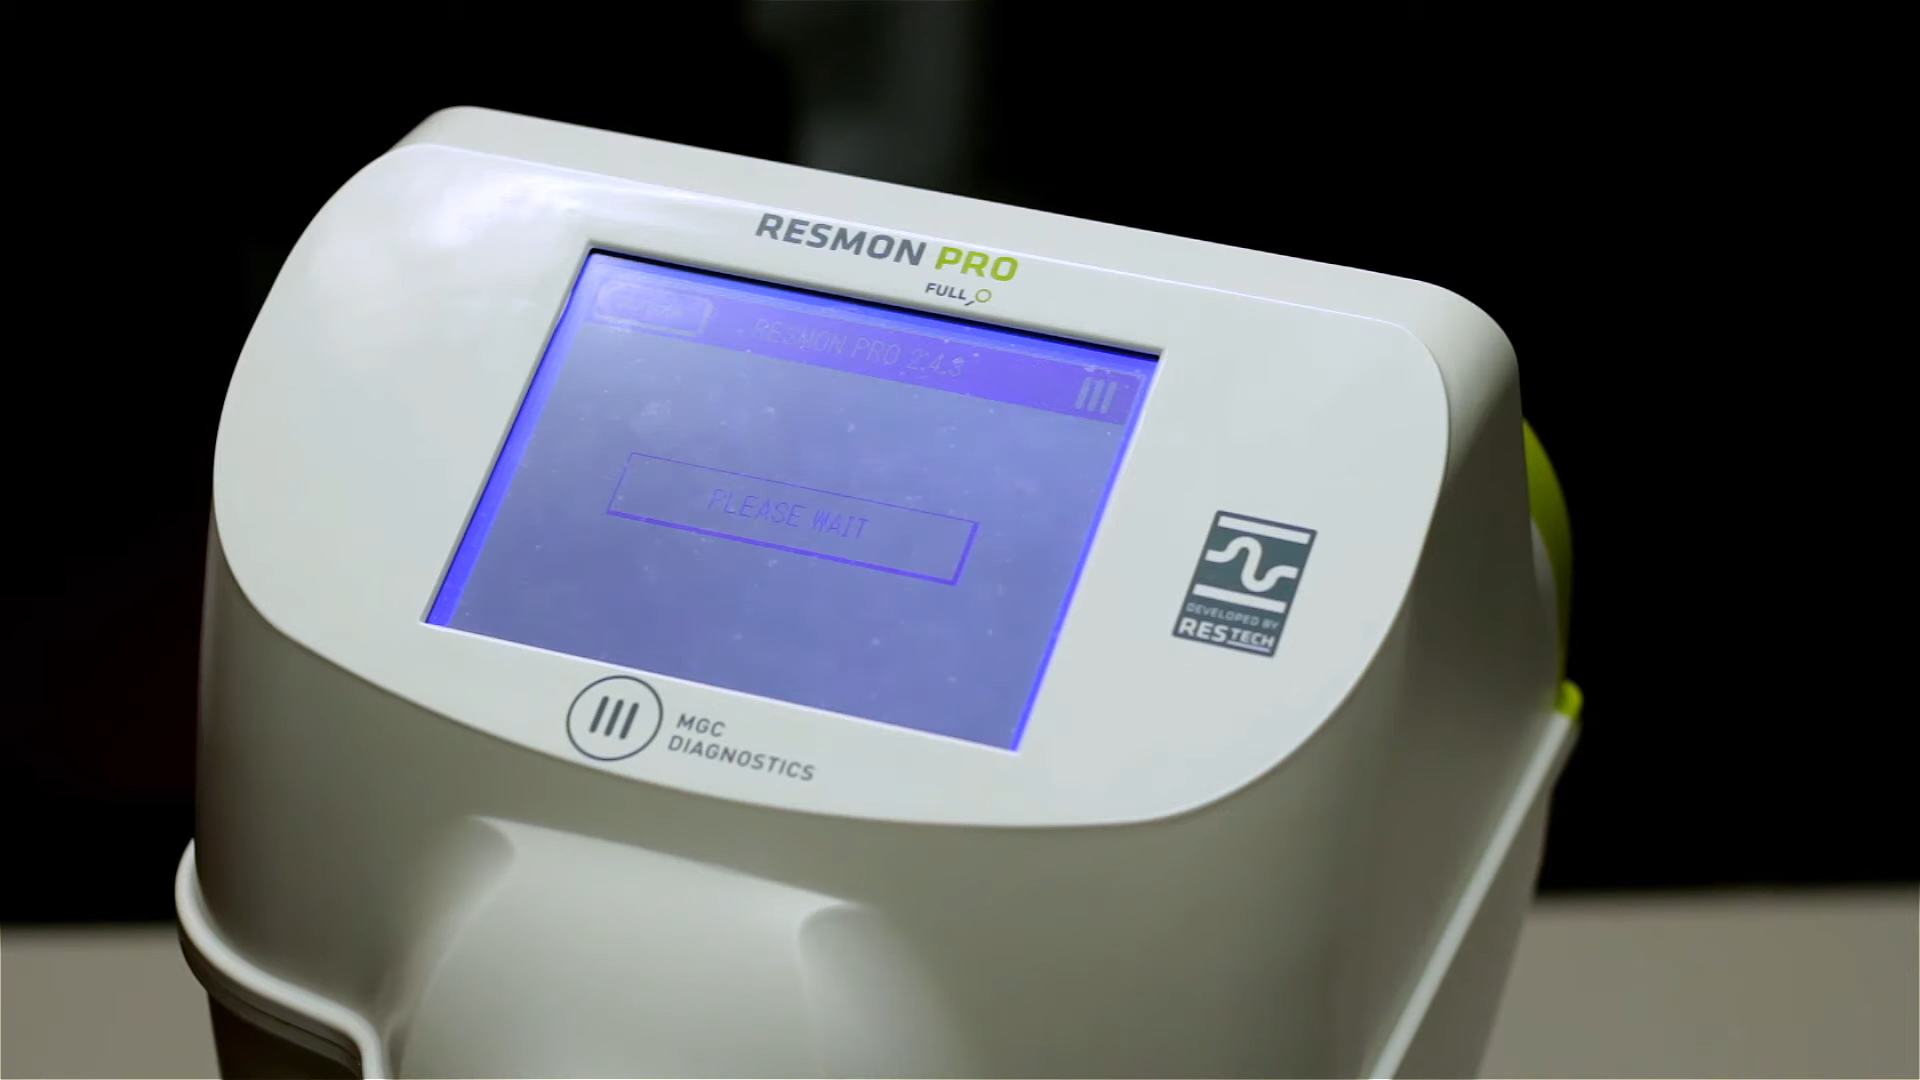 RESMON PRO
FULL
RESMON PRO 2.4.3
PLEASE WAIT
DEVELOPED BY
RESTECH
MGC
DIAGNOSTICS